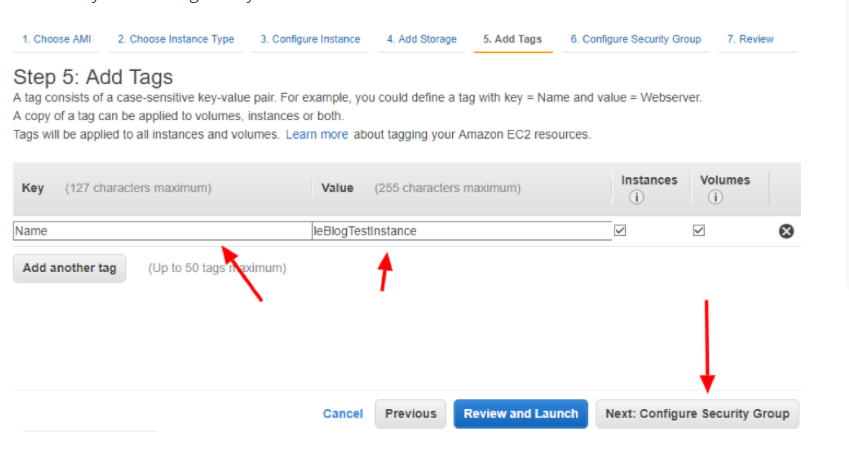 1. Choose AMI 2. Choose Instance Type 3. Configure Instance 4. Add Storage 5. Add Tags 6. Configure Security Group 7. Review
Step 5: Add Tags
A tag consists of a case-sensitive key-value pair. For example, you could define a tag with key = Name and value = Webserver.
A copy of a tag can be applied to volumes, instances or both.
Tags will be applied to all instances and volumes. Learn more about tagging your Amazon EC2 resources.
Key (127 characters maximum) Value (255 characters maximum) Instances Volumes
Name leBlogTestInstance
Add another tag (Up to 50 tags maximum)
Cancel Previous Review and Launch Next: Configure Security Group